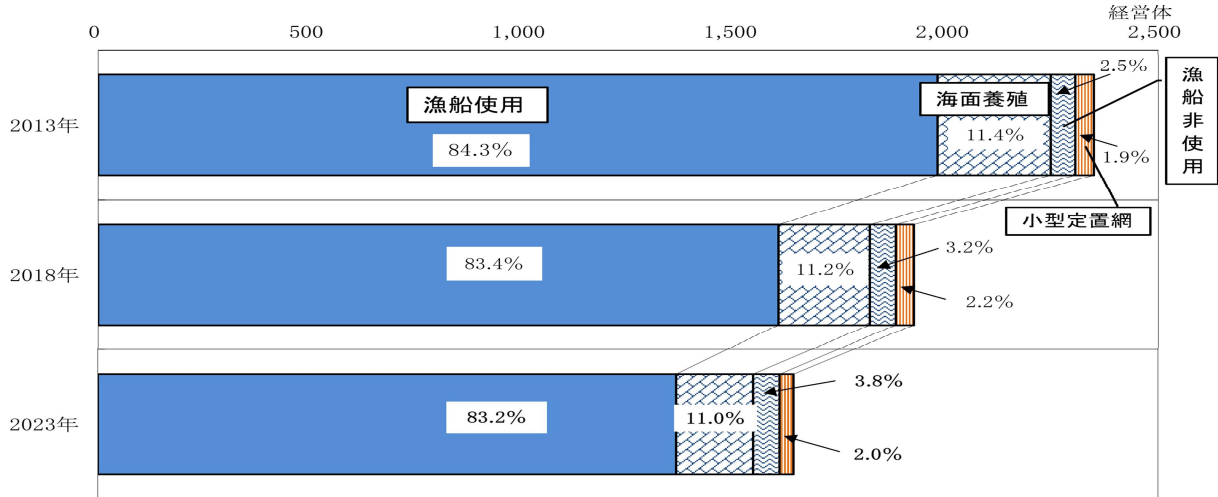 経営体
0 500 1,000 1,500 2,000 2,500
2013年
漁船使用
84.3%
海面養殖
11.4%
2.5%
1.9%
漁船非使用
小型定置網
2018年
83.4%
11.2%
3.2%
2.2%
2023年
83.2%
11.0%
3.8%
2.0%